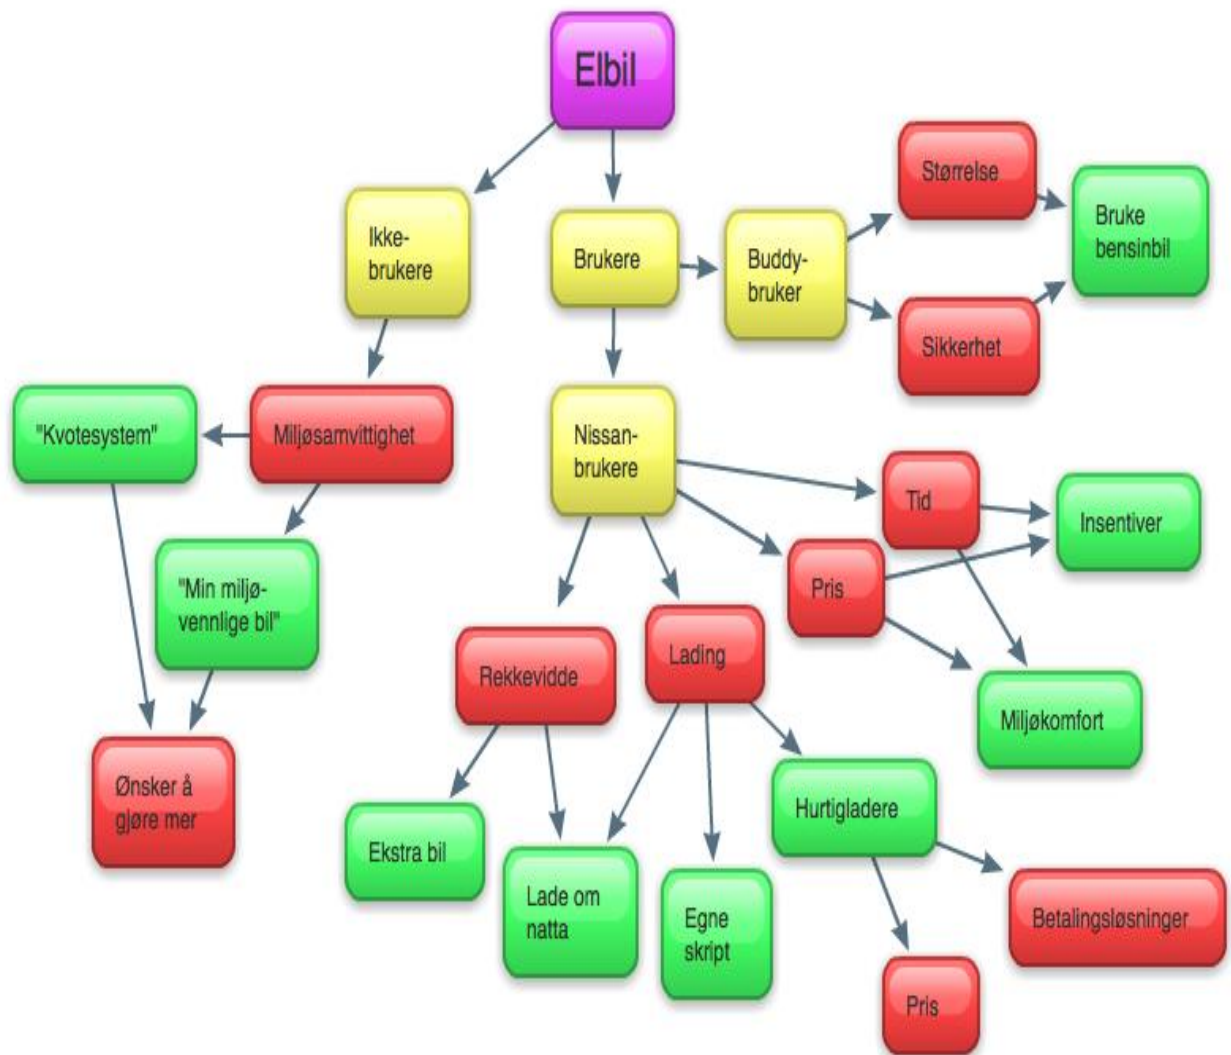 Elbil
Ikke-
brukere
Brukere
Buddy-
bruker
Størrelse
Sikkerhet
Bruke
bensinbil
"Kvotesystem"
Miljøsamvittighet
"Min miljø-
vennlige bil"
Ønsker å
gjøre mer
Nissan-
brukere
Tid
Pris
Insentiver
Miljøkomfort
Rekkevidde
Lading
Ekstra bil
Lade om
natta
Egne
skript
Hurtigladere
Betalingsløsninger
Pris